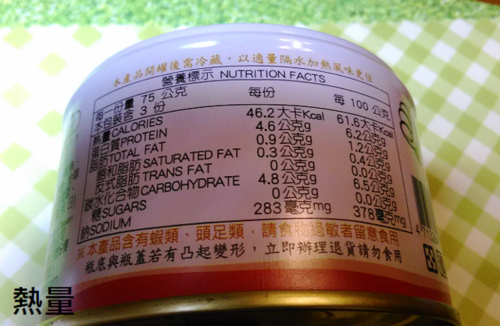 本產品開罐後需冷藏，以適量隔水加熱風味更佳
營養標示 NUTRITION FACTS
每一份量 75 公克 每份 每 100 公克
本包裝含 3 份
熱量CALORIES 46.2 大卡Kcal 61.6 大卡Kcal
蛋白質PROTEIN 4.6 公克g 6.2 公克g
脂肪TOTAL FAT 0.9 公克g 1.2 公克g
飽和脂肪 SATURATED FAT 0.3 公克g 0.4 公克g
反式脂肪 TRANS FAT 0 公克g 0 公克g
碳水化合物 CARBOHYDRATE 4.8 公克g 6.5 公克g
糖SUGARS 0 公克g 0 公克g
鈉SODIUM 283 毫克mg 378 毫克mg
※本產品含有蝦類、頭足類，請食物過敏者留意食用
瓶底與瓶蓋若有凸起變形，立即辦理退貨請勿食用
熱量